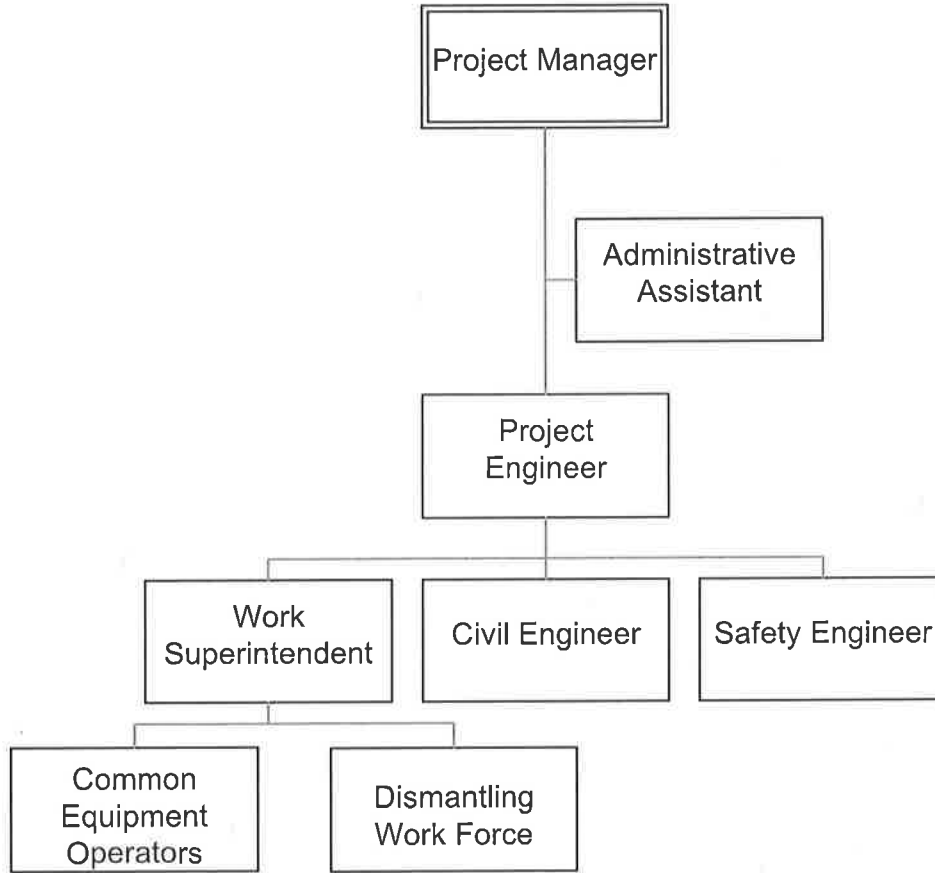 Project Manager
Administrative
Assistant
Project
Engineer
Work
Superintendent
Civil Engineer
Safety Engineer
Common
Equipment
Operators
Dismantling
Work Force